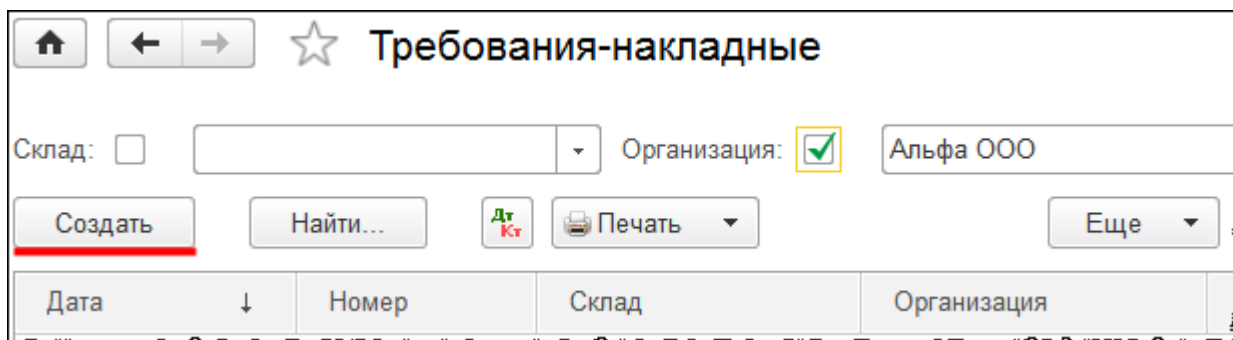 Требования-накладные
Склад: Организация: Альфа ООО
Создать Найти... Дт Кт Печать Еще
Дата ↓ Номер Склад Организация